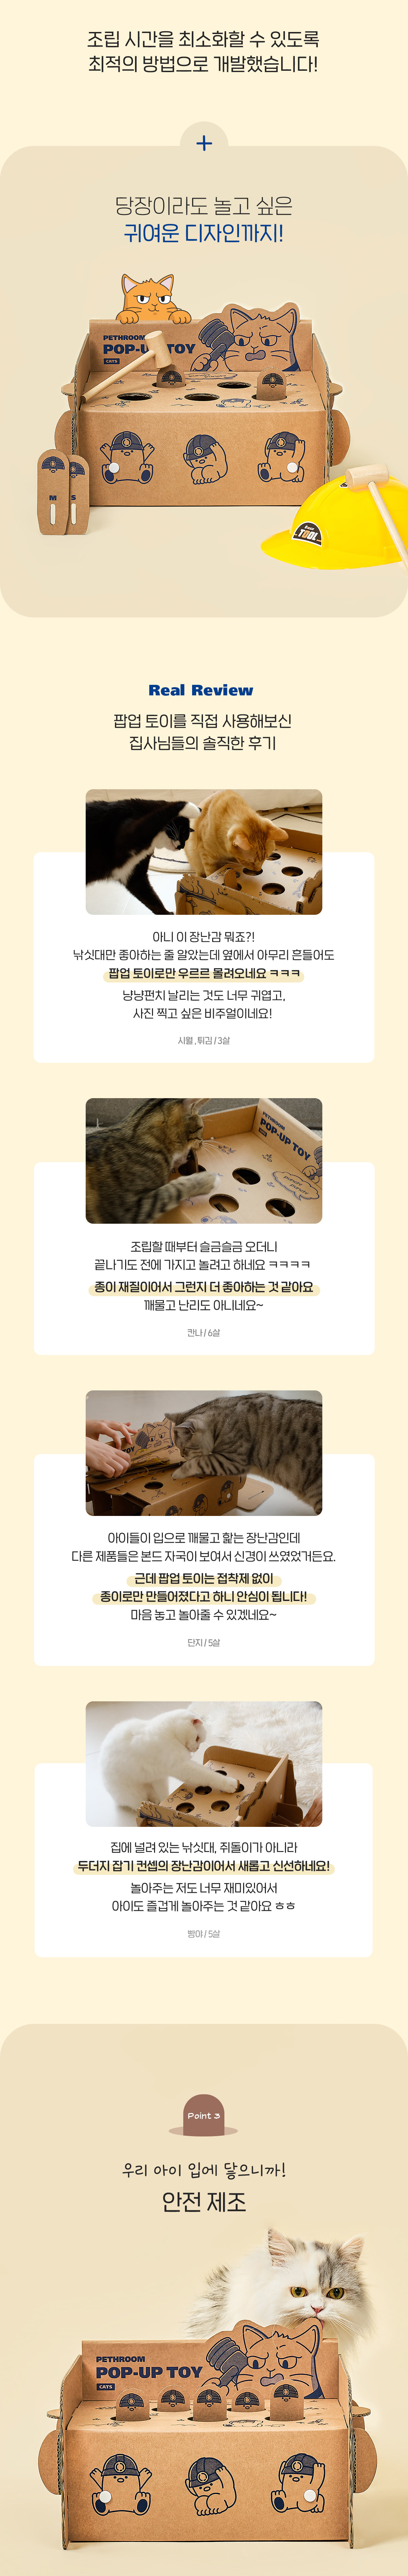 조립 시간을 최소화할 수 있도록
최적의 방법으로 개발했습니다!
+
당장이라도 놀고 싶은
귀여운 디자인까지!
PETHROOM
POP-UP TOY
CATS
M
S
TOOL
Real Review
팝업 토이를 직접 사용해보신
집사님들의 솔직한 후기
아니 이 장난감 뭐죠?!
낚싯대만 좋아하는 줄 알았는데 옆에서 아무리 흔들어도
팝업 토이로만 우르르 몰려오네요 ㅋㅋㅋ
냥냥펀치 날리는 것도 너무 귀엽고,
사진 찍고 싶은 비주얼이네요!
시월 , 튀김 / 3살
PETHROOM
POP-UP TOY
조립할 때부터 슬금슬금 오더니
끝나기도 전에 가지고 놀려고 하네요 ㅋㅋㅋㅋ
종이 재질이어서 그런지 더 좋아하는 것 같아요
깨물고 난리도 아니네요~
칸나 / 6살
아이들이 입으로 깨물고 핥는 장난감인데
다른 제품들은 본드 자국이 보여서 신경이 쓰였었거든요.
근데 팝업 토이는 접착제 없이
종이로만 만들어졌다고 하니 안심이 됩니다!
마음 놓고 놀아줄 수 있겠네요~
단지 / 5살
집에 널려 있는 낚싯대, 쥐돌이가 아니라
두더지 잡기 컨셉의 장난감이어서 새롭고 신선하네요!
놀아주는 저도 너무 재미있어서
아이도 즐겁게 놀아주는 것 같아요 ㅎㅎ
빵야 / 5살
Point 3
우리 아이 입에 닿으니까!
안전 제조
PETHROOM
POP-UP TOY
CATS